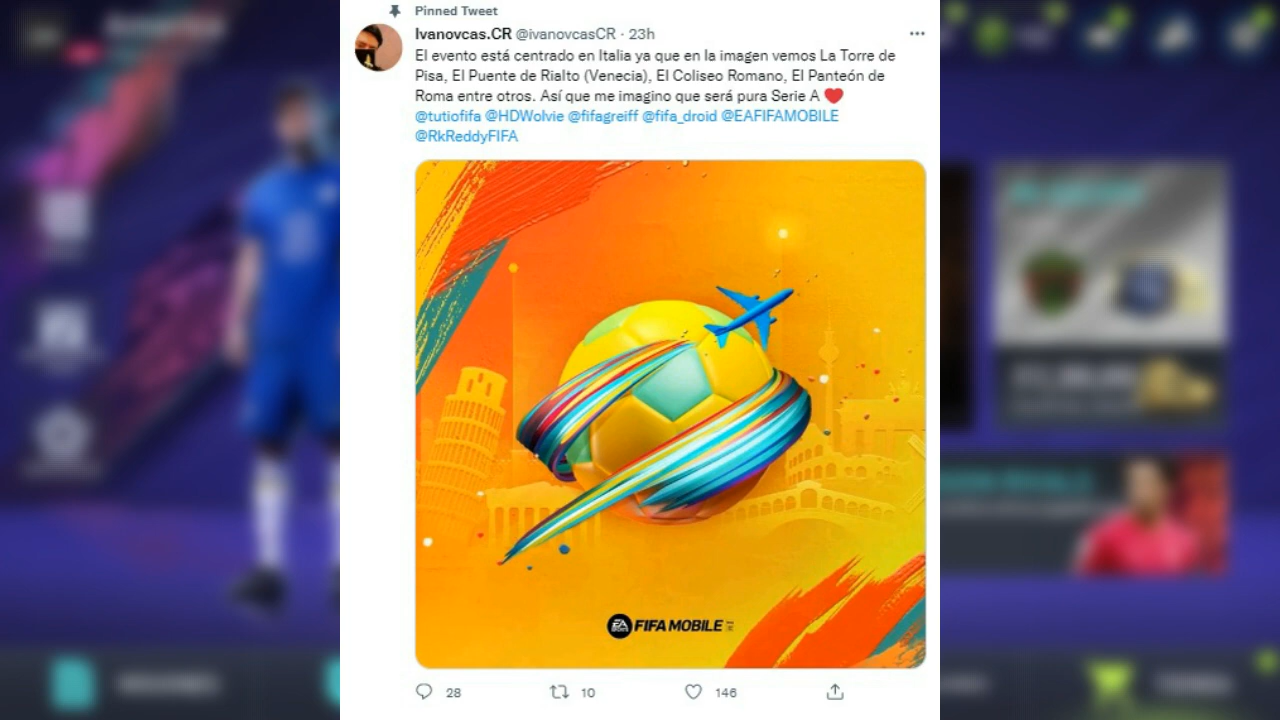 Pinned Tweet
Ivanovcas.CR @ivanovcasCR · 23h
El evento está centrado en Italia ya que en la imagen vemos La Torre de
Pisa, El Puente de Rialto (Venecia), El Coliseo Romano, El Panteón de
Roma entre otros. Así que me imagino que será pura Serie A ❤️
@tutiofifa @HDWolvie @fifagreiff @fifa_droid @EAFIFAMOBILE
@RkReddyFIFA
EA SPORTS FIFA MOBILE
28 10 146